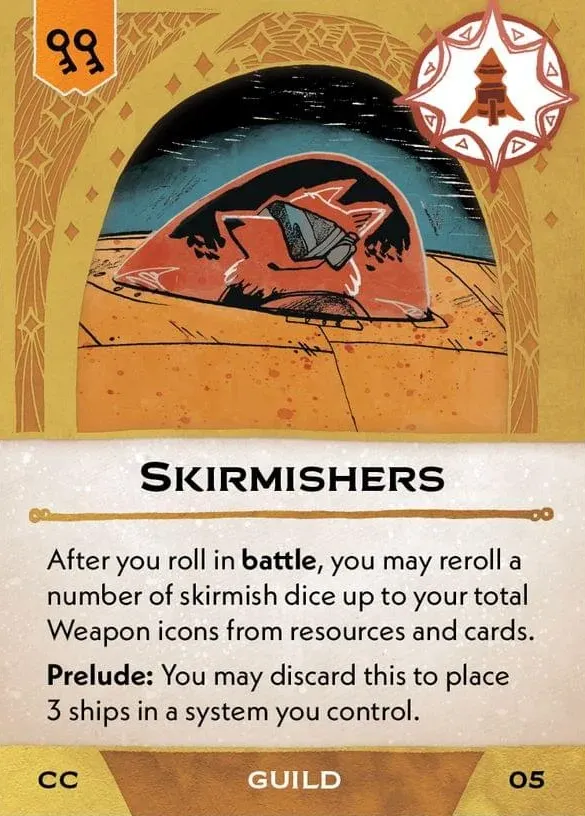 SKIRMISHERS
After you roll in battle, you may reroll a
number of skirmish dice up to your total
Weapon icons from resources and cards.
Prelude: You may discard this to place
3 ships in a system you control.
CC GUILD 05